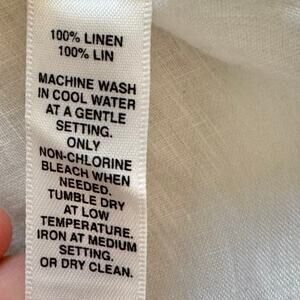 100% LINEN
100% LIN
MACHINE WASH
IN COOL WATER
AT A GENTLE
SETTING.
ONLY
NON-CHLORINE
BLEACH WHEN
NEEDED.
TUMBLE DRY
AT LOW
TEMPERATURE.
IRON AT MEDIUM
SETTING.
OR DRY CLEAN.